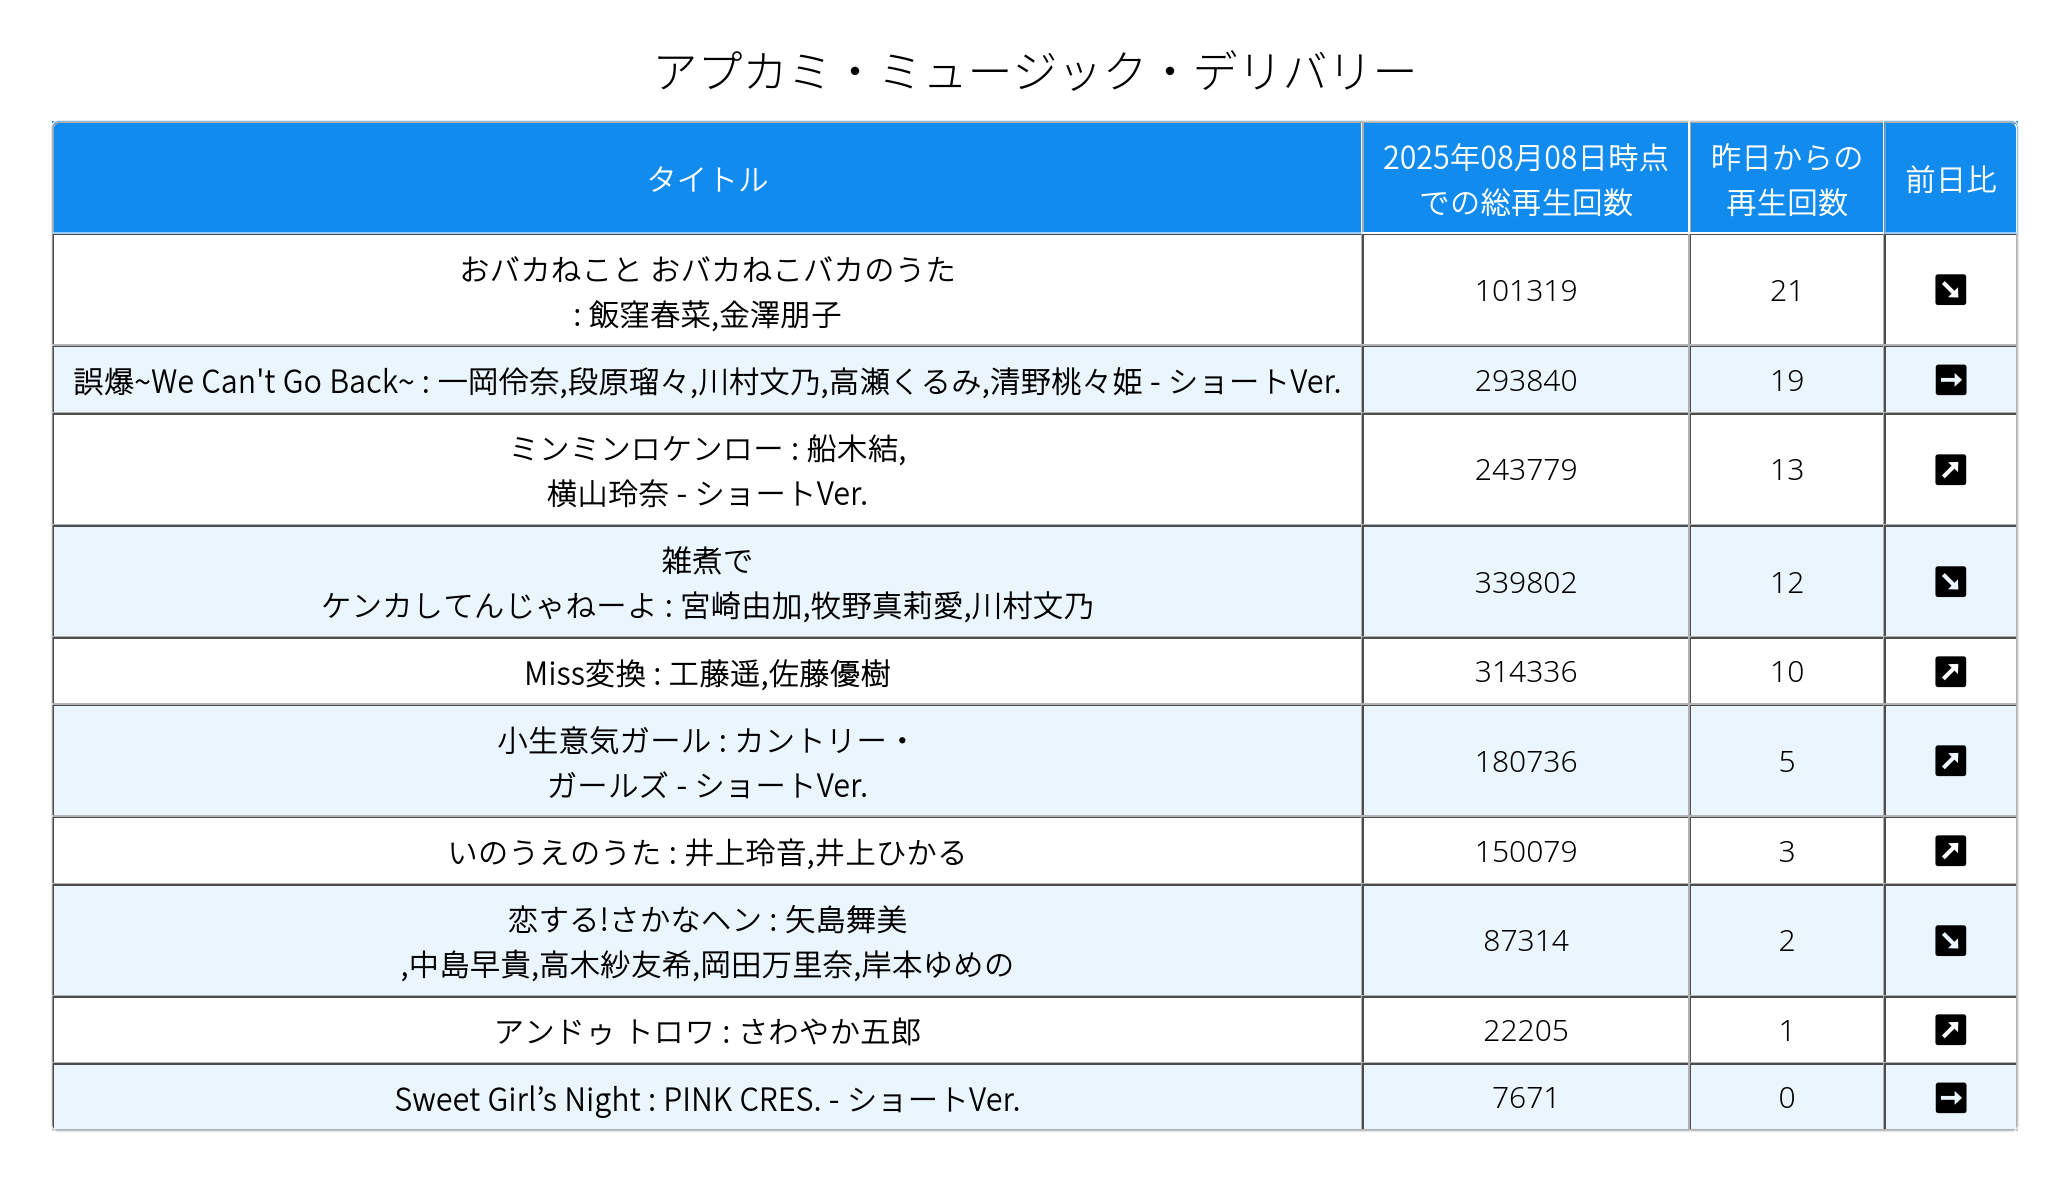 アプカミ・ミュージック・デリバリー
タイトル
2025年08月08日時点
での総再生回数
昨日からの
再生回数
前日比
おバカねこと おバカねこバカのうた
: 飯窪春菜,金澤朋子
101319
21
誤爆~We Can't Go Back~ : 一岡伶奈,段原瑠々,川村文乃,高瀬くるみ,清野桃々姫 - ショートVer.
293840
19
ミンミンロケンロー : 船木結,
横山玲奈 - ショートVer.
243779
13
雑煮で
ケンカしてんじゃねーよ : 宮崎由加,牧野真莉愛,川村文乃
339802
12
Miss変換 : 工藤遥,佐藤優樹
314336
10
小生意気ガール : カントリー・
ガールズ - ショートVer.
180736
5
いのうえのうた : 井上玲音,井上ひかる
150079
3
恋する!さかなヘン : 矢島舞美
,中島早貴,高木紗友希,岡田万里奈,岸本ゆめの
87314
2
アンドゥ トロワ : さわやか五郎
22205
1
Sweet Girl’s Night : PINK CRES. - ショートVer.
7671
0